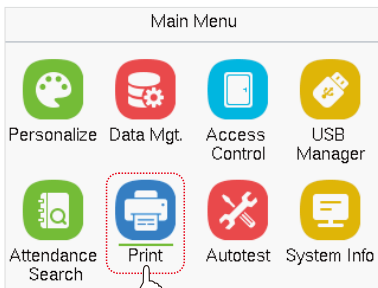 Main Menu
Personalize Data Mgt. Access Control USB Manager
Attendance Search Print Autotest System Info